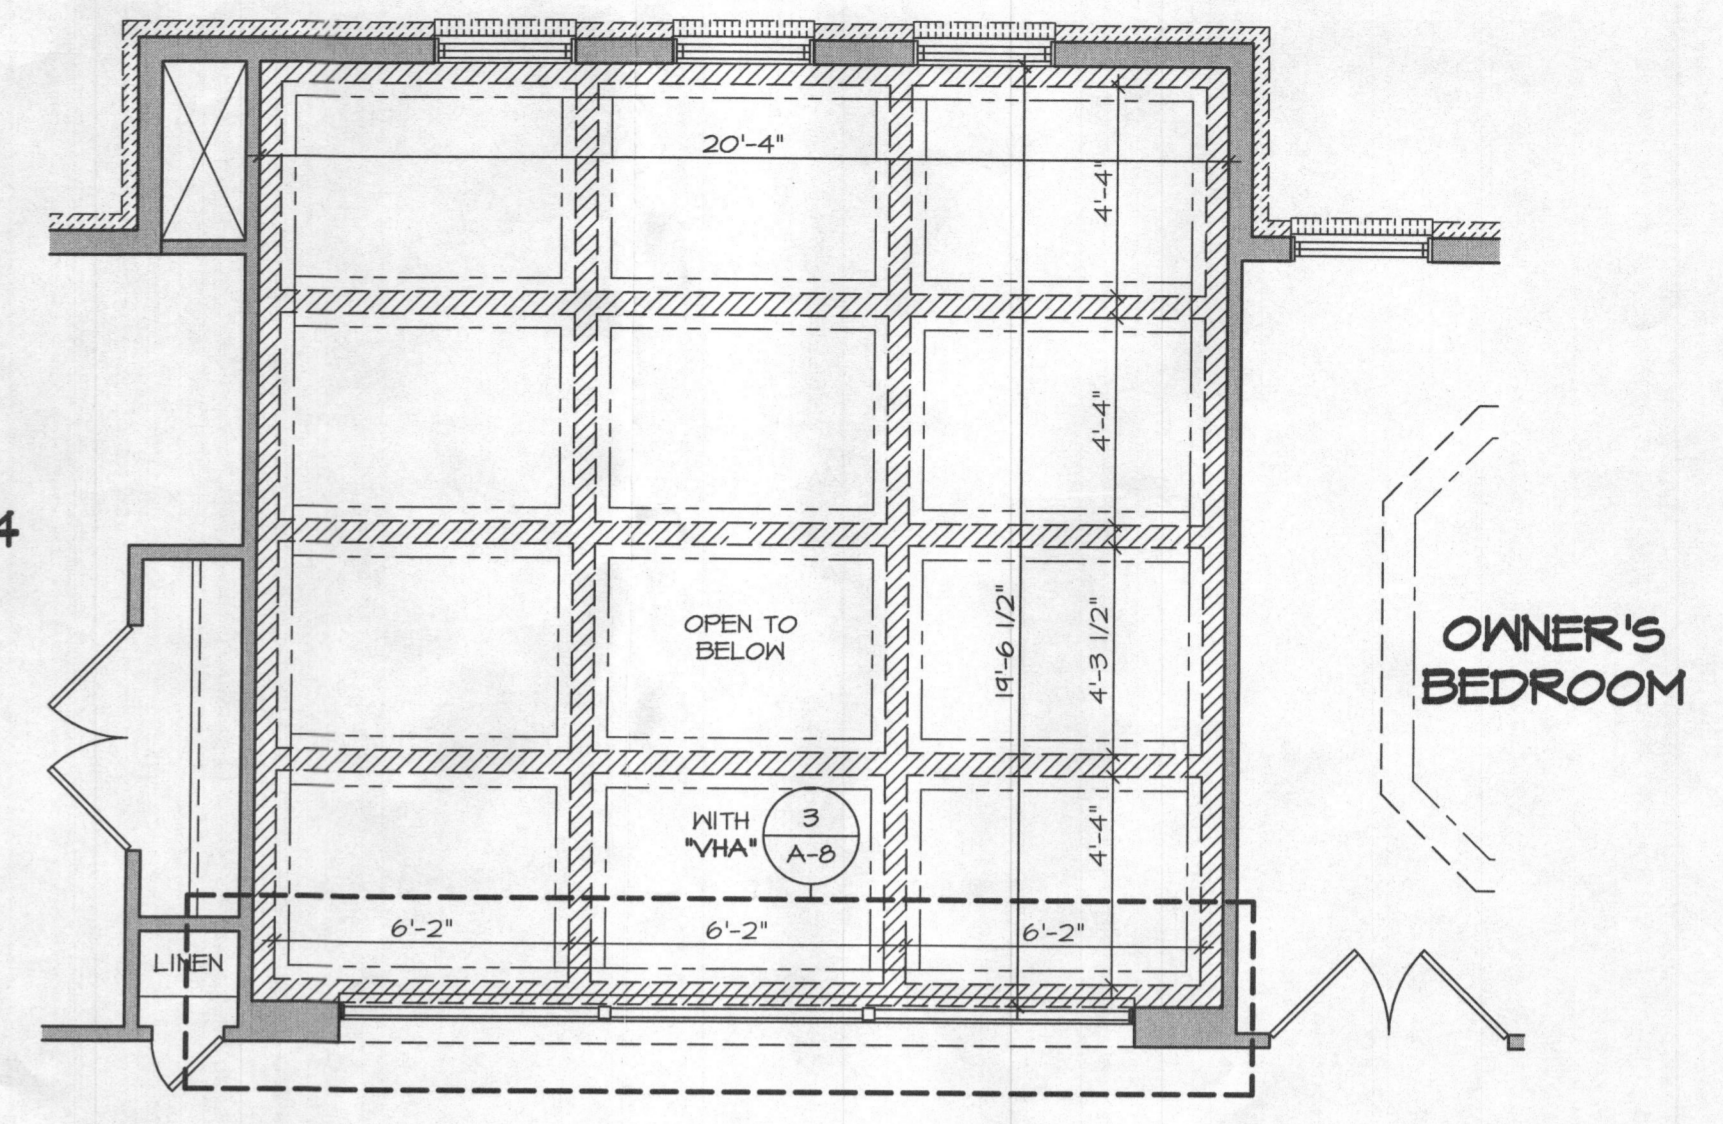 20'-4"
4'-4"
4'-4"
4
OPEN TO
BELOW
19'-6 1/2"
4'-3 1/2"
OWNER'S
BEDROOM
WITH
"VHA"
3
A-8
4'-4"
6'-2"
6'-2"
6'-2"
LINEN